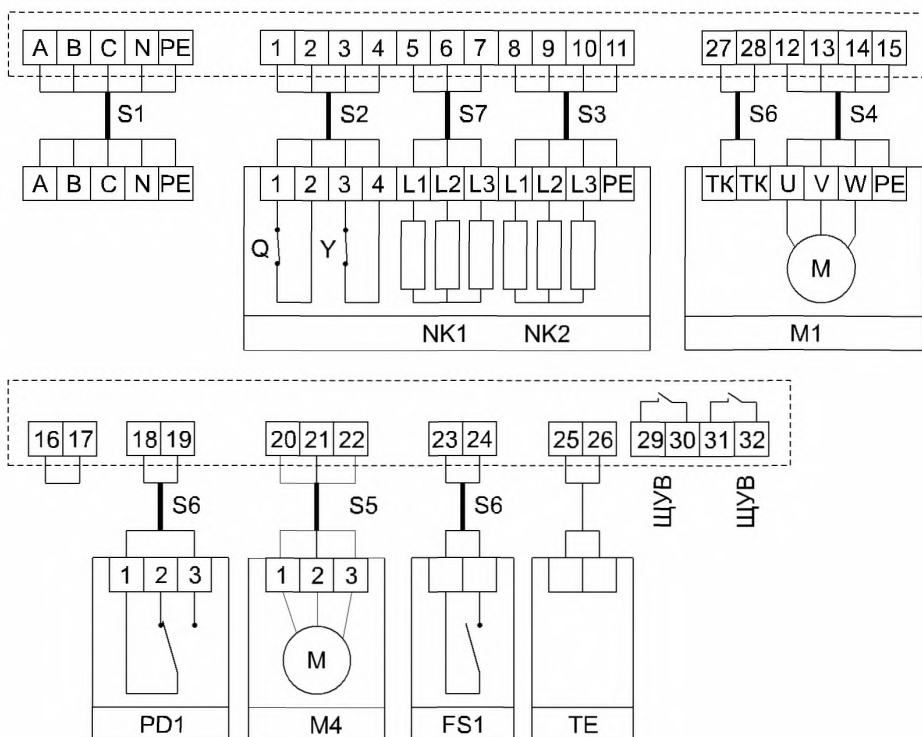 A B C N PE 1 2 3 4 5 6 7 8 9 10 11 27 28 12 13 14 15
S1 S2 S7 S3 S6 S4
A B C N PE 1 2 3 4 L1 L2 L3 L1 L2 L3 PE ТК ТК U V W PE
Q Y M
NK1 NK2 M1
16 17 18 19 20 21 22 23 24 25 26 29 30 31 32
S6 S5 S6 ЩУВ ЩУВ
1 2 3 1 2 3
M
PD1 M4 FS1 TE